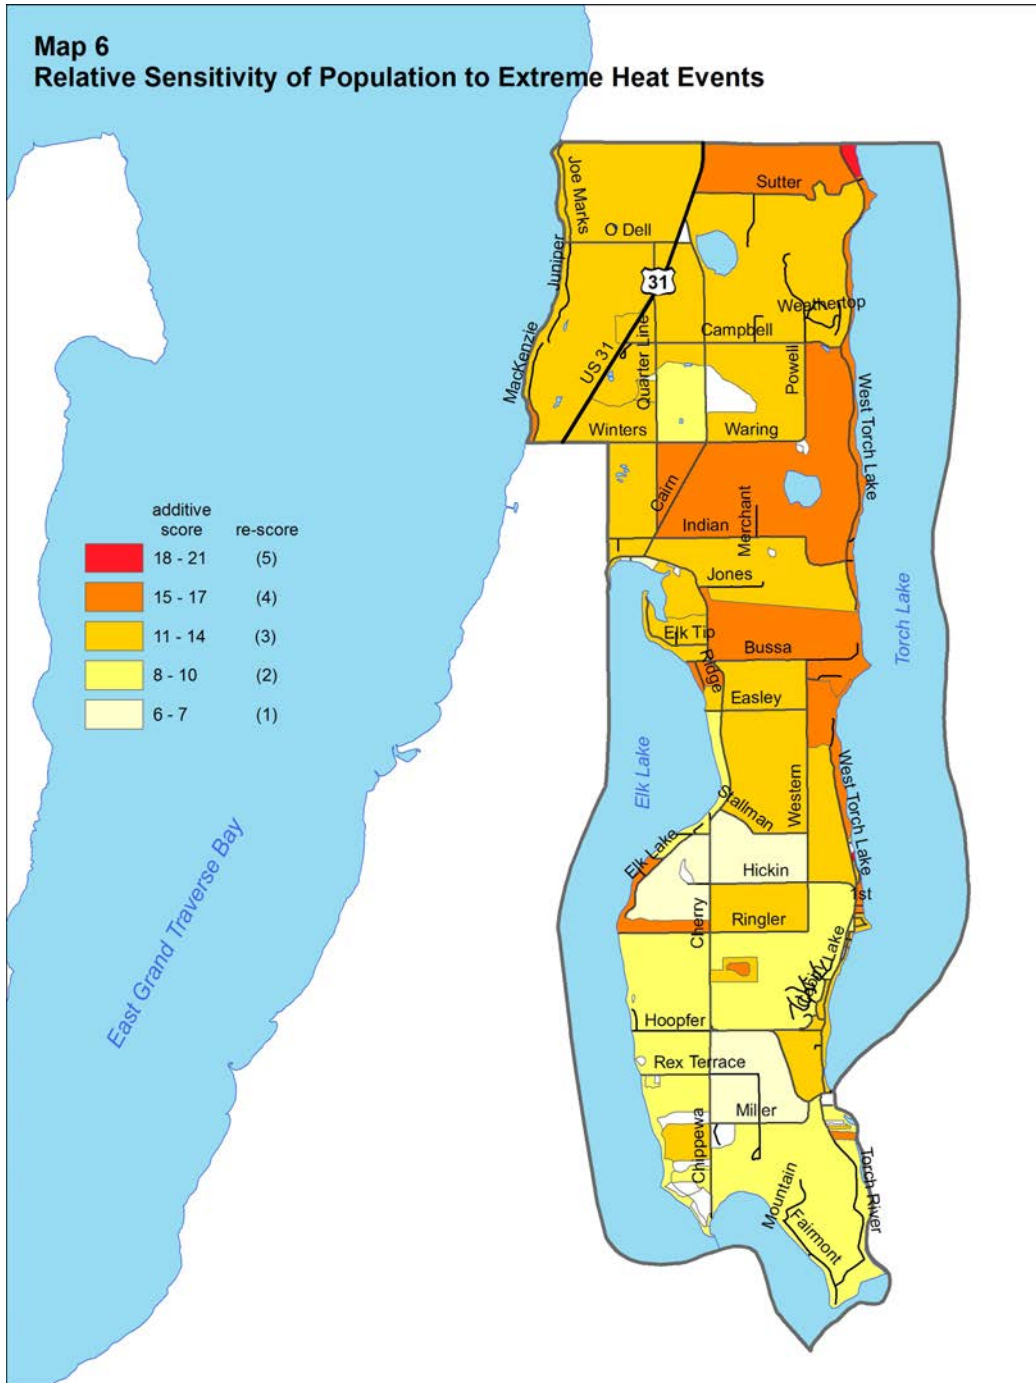 Map 6
Relative Sensitivity of Population to Extreme Heat Events
Joe Marks
Sutter
O Dell
Juniper
31
Weathertop
MacKenzie
US 31
Quarter Line
Campbell
Powell
West Torch Lake
Winters
Waring
Cairn
Indian
Merchant
additive
score
re-score
18 - 21
(5)
15 - 17
(4)
11 - 14
(3)
8 - 10
(2)
6 - 7
(1)
Jones
Torch Lake
Elk Tip
Bussa
Ridge
Easley
Elk Lake
Western
Stallman
West Torch Lake
Elk Lake
Hickin
1st
Cherry
Ringler
East Grand Traverse Bay
Lake
Hoopfer
Rex Terrace
Miller
Chippewa
Mountain
Fairmont
Torch River